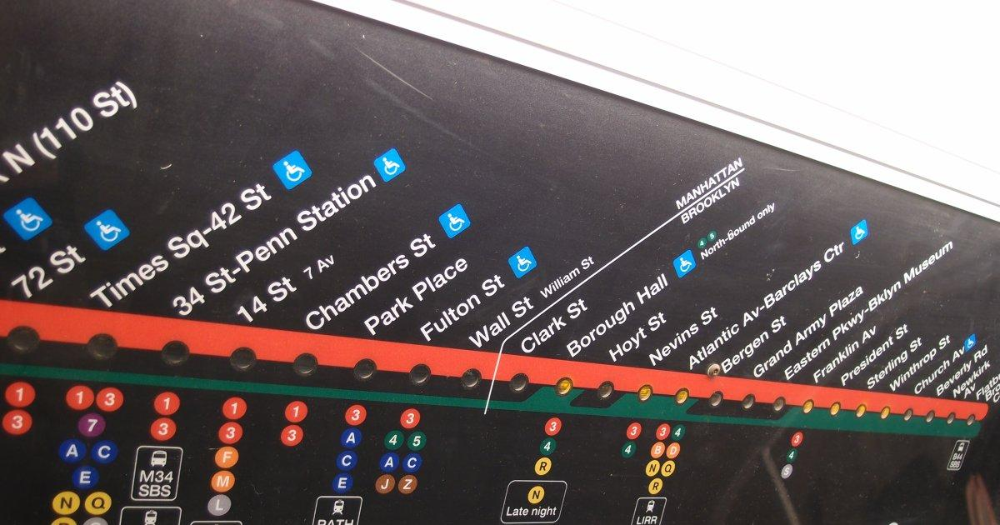 N (110 St)
72 St
Times Sq-42 St
34 St-Penn Station
14 St 7 Av
Chambers St
Park Place
Fulton St
Wall St William St
MANHATTAN
BROOKLYN
Clark St
Borough Hall 4 5 North-Bound only
Hoyt St
Nevins St
Atlantic Av-Barclays Ctr
Bergen St
Grand Army Plaza
Eastern Pkwy-Bklyn Museum
Franklin Av
President St
Sterling St
Winthrop St
Church Av
Beverly Rd
Newkirk
Av
1
3
1 3
7
A C
E
N Q
1
3
M34
SBS
1
3
F
M
L
1
3
3
A
C
E
PATH
3
4 5
A C
J Z
3
4
R
N
Late night
3
4
3 4
B D
N Q
R
LIRR
3
4
S
B44
SBS